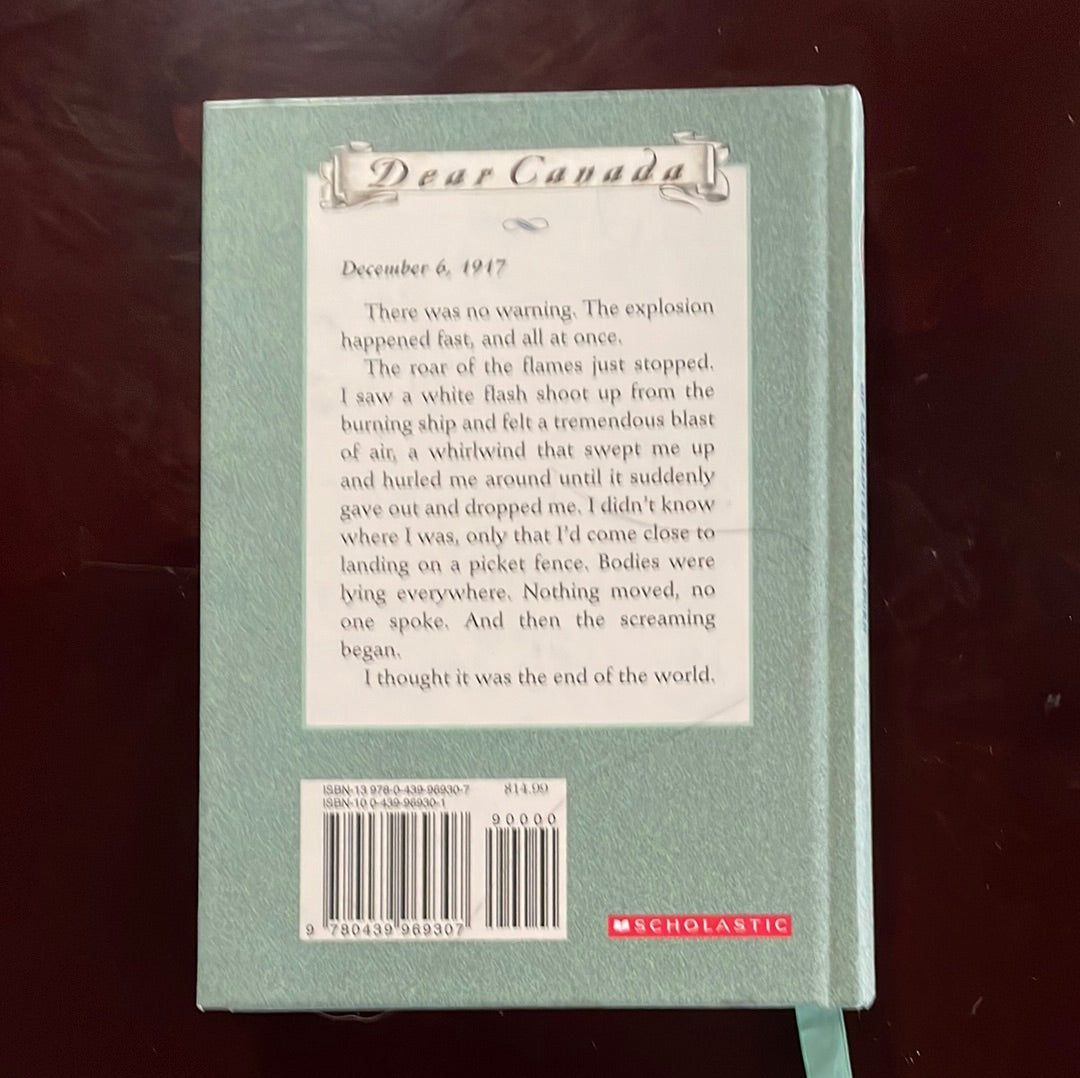 Dear Canada
December 6, 1917
There was no warning. The explosion
happened fast, and all at once.
The roar of the flames just stopped.
I saw a white flash shoot up from the
burning ship and felt a tremendous blast
of air, a whirlwind that swept me up
and hurled me around until it suddenly
gave out and dropped me. I didn't know
where I was, only that I'd come close to
landing on a picket fence. Bodies were
lying everywhere. Nothing moved, no
one spoke. And then the screaming
began.
I thought it was the end of the world.
ISBN-13 978-0-439-96930-7 $14.99
ISBN-10 0-439-96930-1
90000
9 780439 969307
SCHOLASTIC